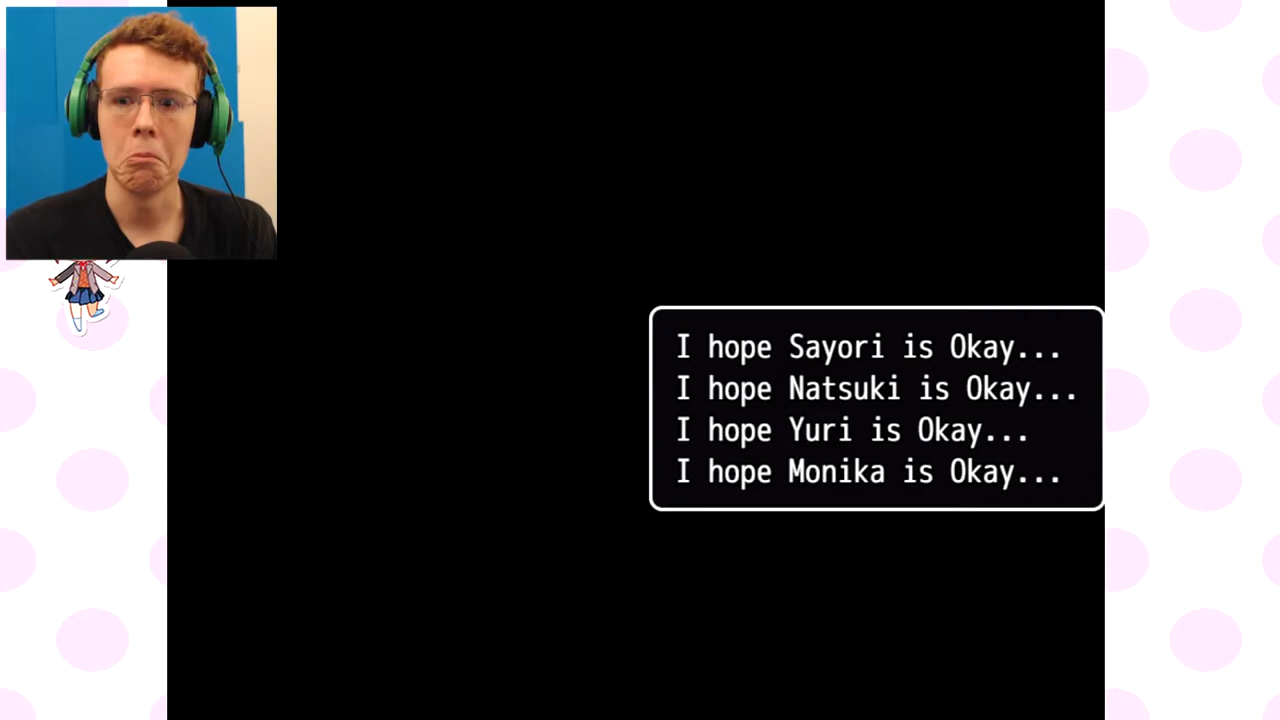 I hope Sayori is Okay...
I hope Natsuki is Okay...
I hope Yuri is Okay...
I hope Monika is Okay...